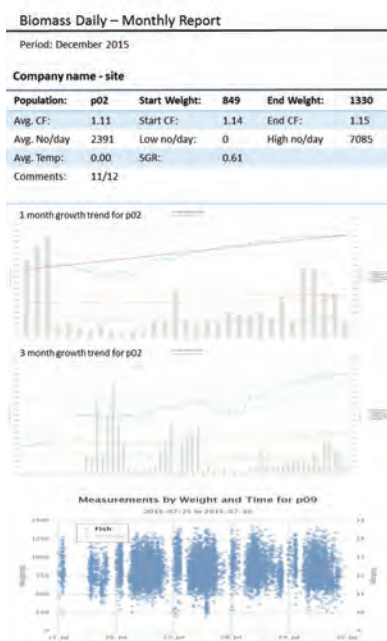 Biomass Daily – Monthly Report
Period: December 2015
Company name - site
Population: p02 Start Weight: 849 End Weight: 1330
Avg. CF: 1.11 Start CF: 1.14 End CF: 1.15
Avg. No/day 2391 Low no/day: 0 High no/day 7085
Avg. Temp: 0.00 SGR: 0.61
Comments: 11/12
1 month growth trend for p02
3 month growth trend for p02
Measurements by Weight and Time for p09
Fish